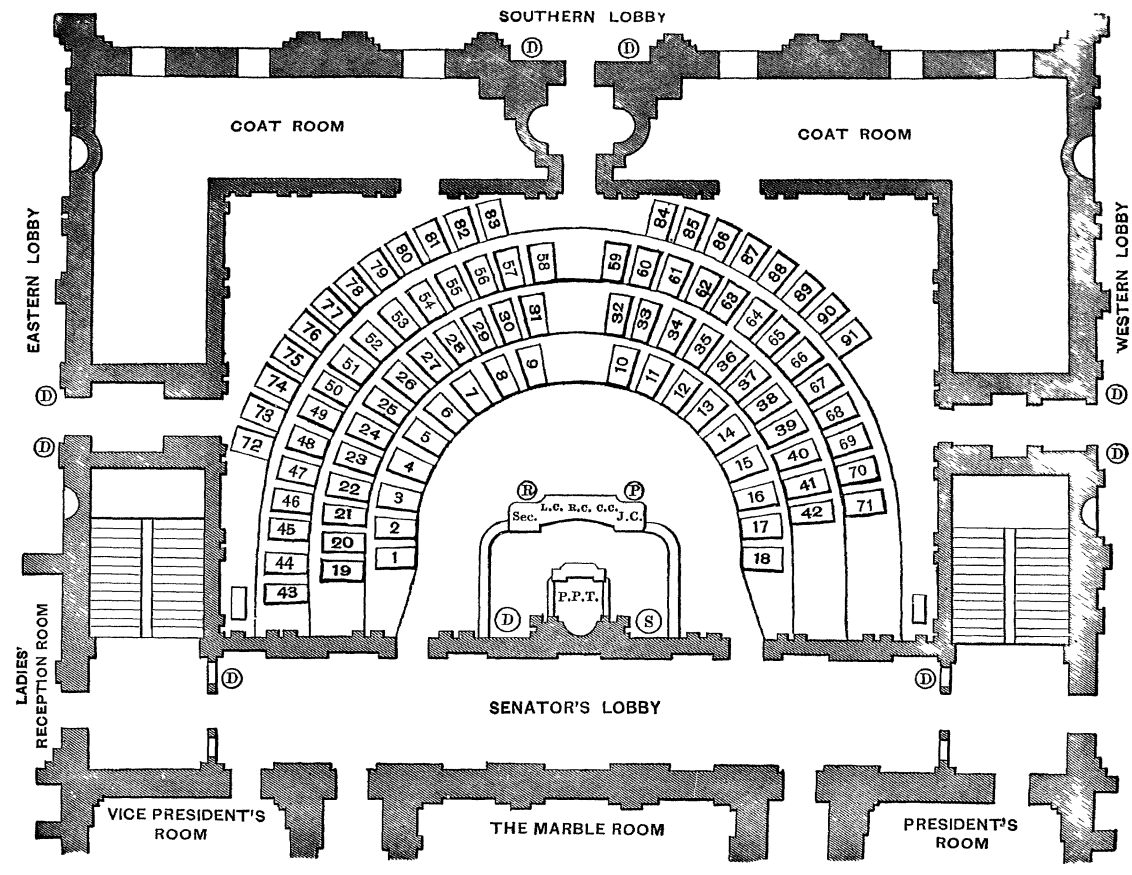 SOUTHERN LOBBY
D
D
COAT ROOM
COAT ROOM
EASTERN LOBBY
WESTERN LOBBY
D
D
D
D
72 73 74 75 76 77 78 79 80 81 82 83
84 85 86 87 88 89 90 91
43 44 45 46 47 48 49 50 51 52 53 54 55 56 57 58
59 60 61 62 63 64 65 66 67 68 69 70 71
19 20 21 22 23 24 25 26 27 28 29 30 31
32 33 34 35 36 37 38 39 40 41 42
1 2 3 4 5 6 7 8 9
10 11 12 13 14 15 16 17 18
R
P
Sec. L.C. R.C. C.C. J.C.
P.P.T.
D
S
LADIES'
RECEPTION ROOM
D
D
SENATOR'S LOBBY
VICE PRESIDENT'S
ROOM
THE MARBLE ROOM
PRESIDENT'S
ROOM